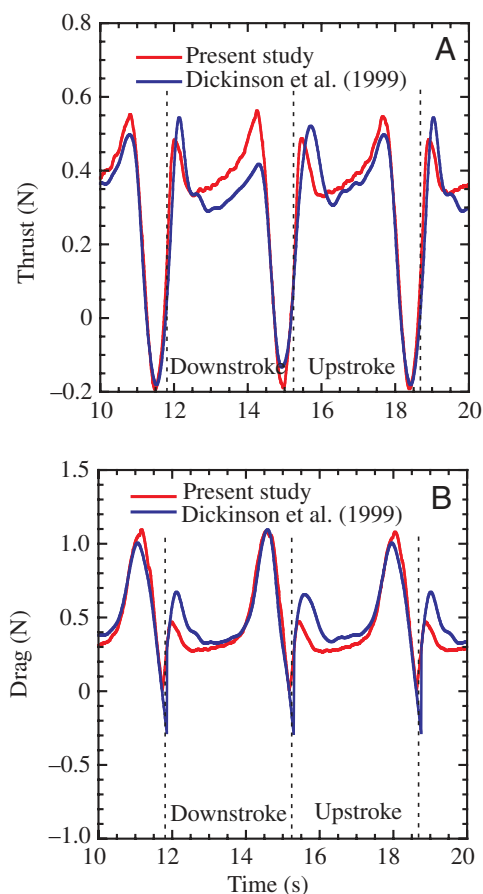 0.8
A
Present study
Dickinson et al. (1999)
0.6
0.4
0.2
0
–0.2
Thrust (N)
Downstroke
Upstroke
10 12 14 16 18 20
1.5
B
Present study
Dickinson et al. (1999)
1.0
0.5
0
–0.5
–1.0
Drag (N)
Downstroke
Upstroke
10 12 14 16 18 20
Time (s)